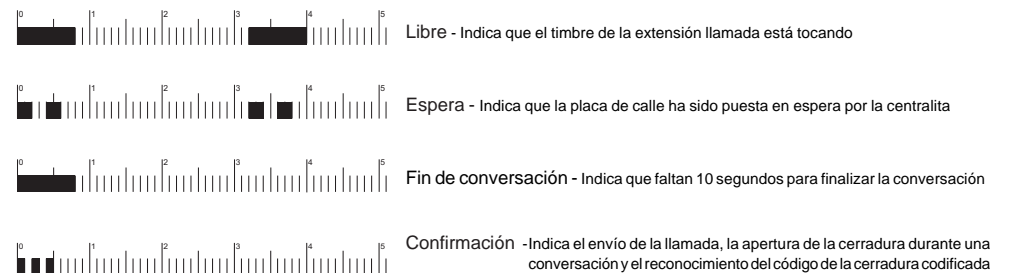 0 1 2 3 4 5
Libre - Indica que el timbre de la extensión llamada está tocando
0 1 2 3 4 5
Espera - Indica que la placa de calle ha sido puesta en espera por la centralita
0 1 2 3 4 5
Fin de conversación - Indica que faltan 10 segundos para finalizar la conversación
0 1 2 3 4 5
Confirmación -Indica el envío de la llamada, la apertura de la cerradura durante una
conversación y el reconocimiento del código de la cerradura codificada